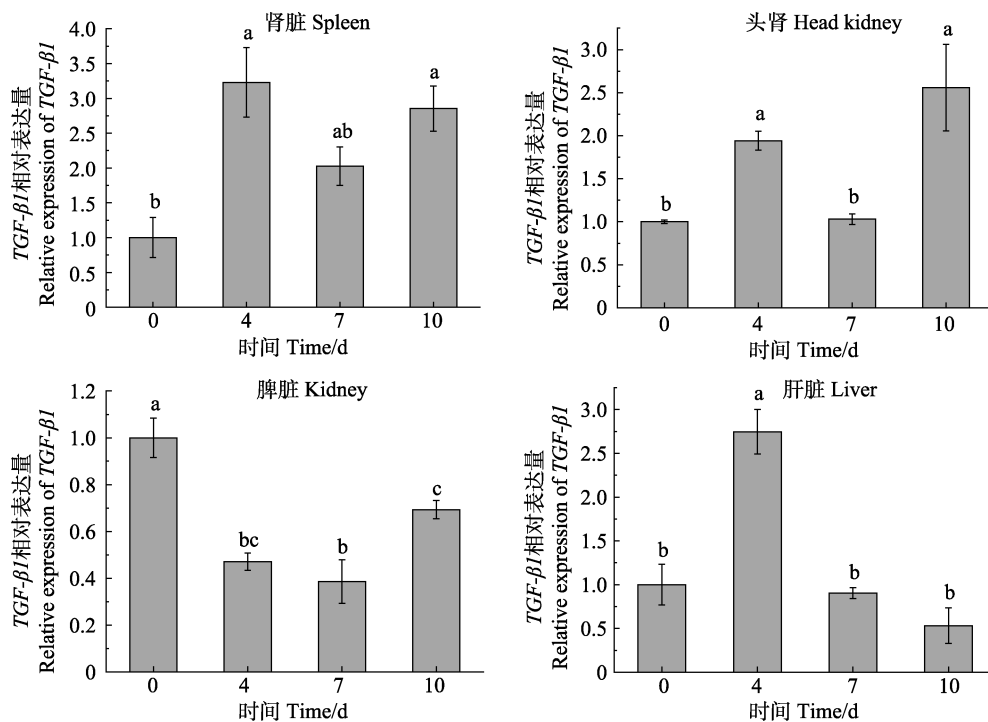 肾脏 Spleen
TGF-β1相对表达量
Relative expression of TGF-β1
4.0
3.5
3.0
2.5
2.0
1.5
1.0
0.5
0
b
a
ab
a
0 4 7 10
时间 Time/d
头肾 Head kidney
TGF-β1相对表达量
Relative expression of TGF-β1
3.0
2.5
2.0
1.5
1.0
0.5
0
b
a
b
a
0 4 7 10
时间 Time/d
脾脏 Kidney
TGF-β1相对表达量
Relative expression of TGF-β1
1.2
1.0
0.8
0.6
0.4
0.2
0
a
bc
b
c
0 4 7 10
时间 Time/d
肝脏 Liver
TGF-β1相对表达量
Relative expression of TGF-β1
3.0
2.5
2.0
1.5
1.0
0.5
0
b
a
b
b
0 4 7 10
时间 Time/d